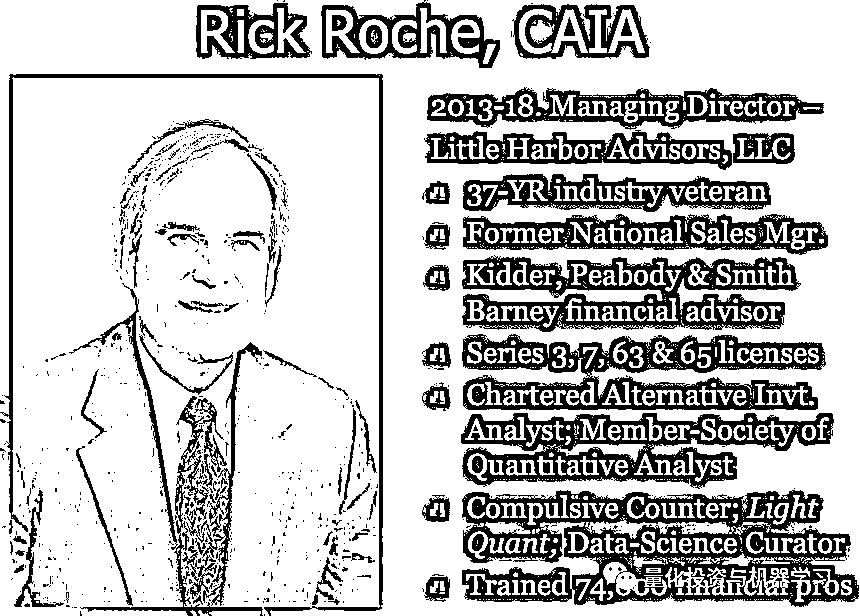 Rick Roche, CAIA
2013-18. Managing Director –
Little Harbor Advisors, LLC
37-YR industry veteran
Former National Sales Mgr.
Kidder, Peabody & Smith
Barney financial advisor
Series 3, 7, 63 & 65 licenses
Chartered Alternative Invt.
Analyst; Member-Society of
Quantitative Analyst
Compulsive Counter; Light
Quant; Data-Science Curator
Trained financial pros
量化投资与机器学习